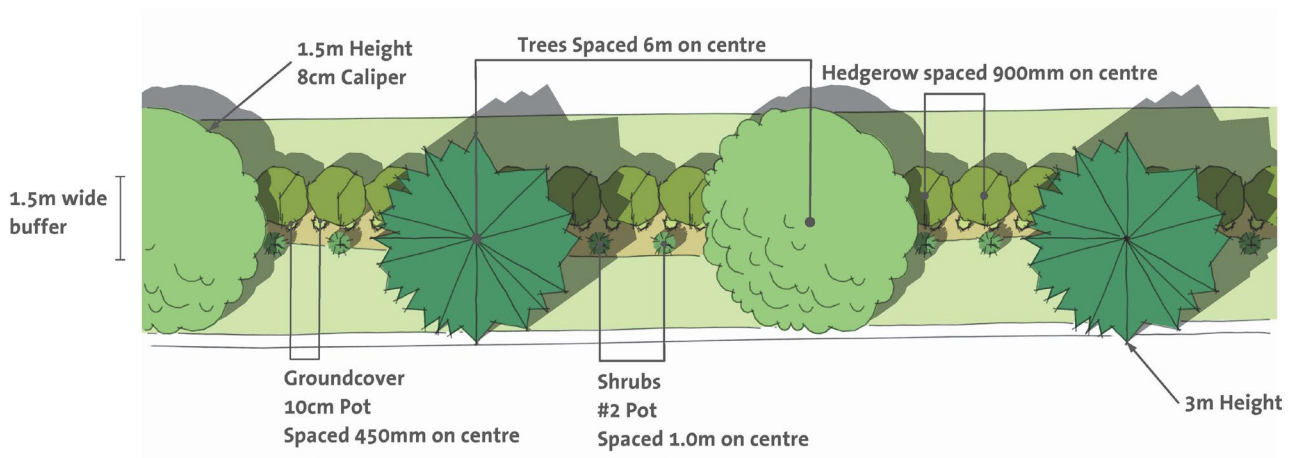 1.5m Height
8cm Caliper
Trees Spaced 6m on centre
Hedgerow spaced 900mm on centre
1.5m wide
buffer
Groundcover
10cm Pot
Spaced 450mm on centre
Shrubs
#2 Pot
Spaced 1.0m on centre
3m Height